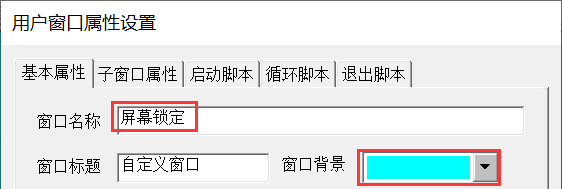 用户窗口属性设置
基本属性 子窗口属性 启动脚本 循环脚本 退出脚本
窗口名称 屏幕锁定
窗口标题 自定义窗口 窗口背景